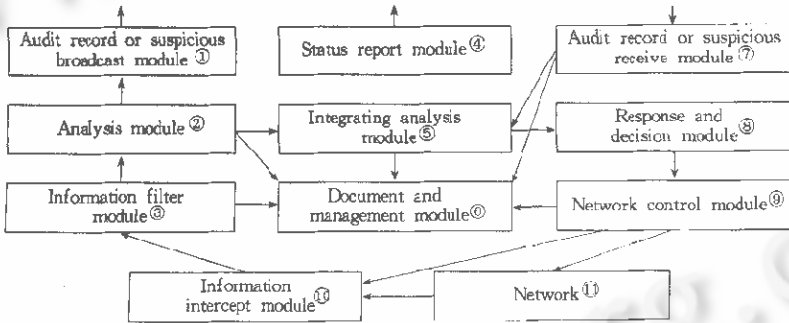 Audit record or suspicious
broadcast module ①
Status report module ④
Audit record or suspicious
receive module ⑦
Analysis module ②
Integrating analysis
module ⑤
Response and
decision module ⑧
Information filter
module ③
Document and
management module ⑥
Network control module ⑨
Information
intercept module ⑩
Network ⑪